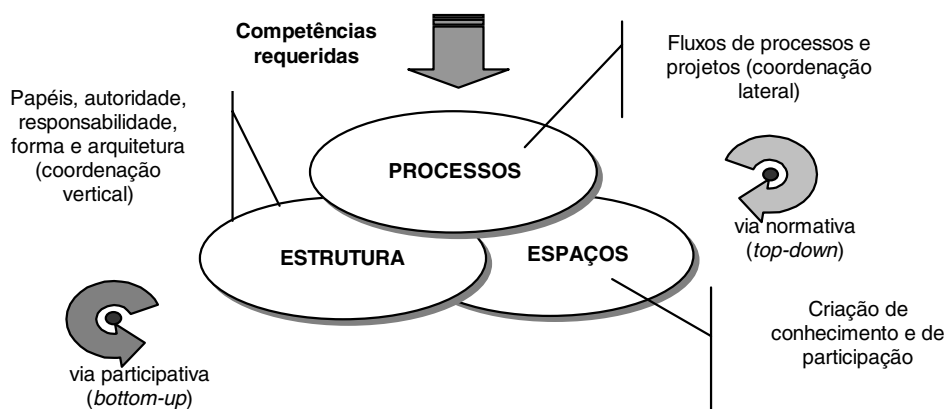 Competências
requeridas
Fluxos de processos e
projetos (coordenação
lateral)
Papéis, autoridade,
responsabilidade,
forma e arquitetura
(coordenação
vertical)
PROCESSOS
ESTRUTURA
ESPAÇOS
via normativa
(top-down)
Criação de
conhecimento e de
participação
via participativa
(bottom-up)